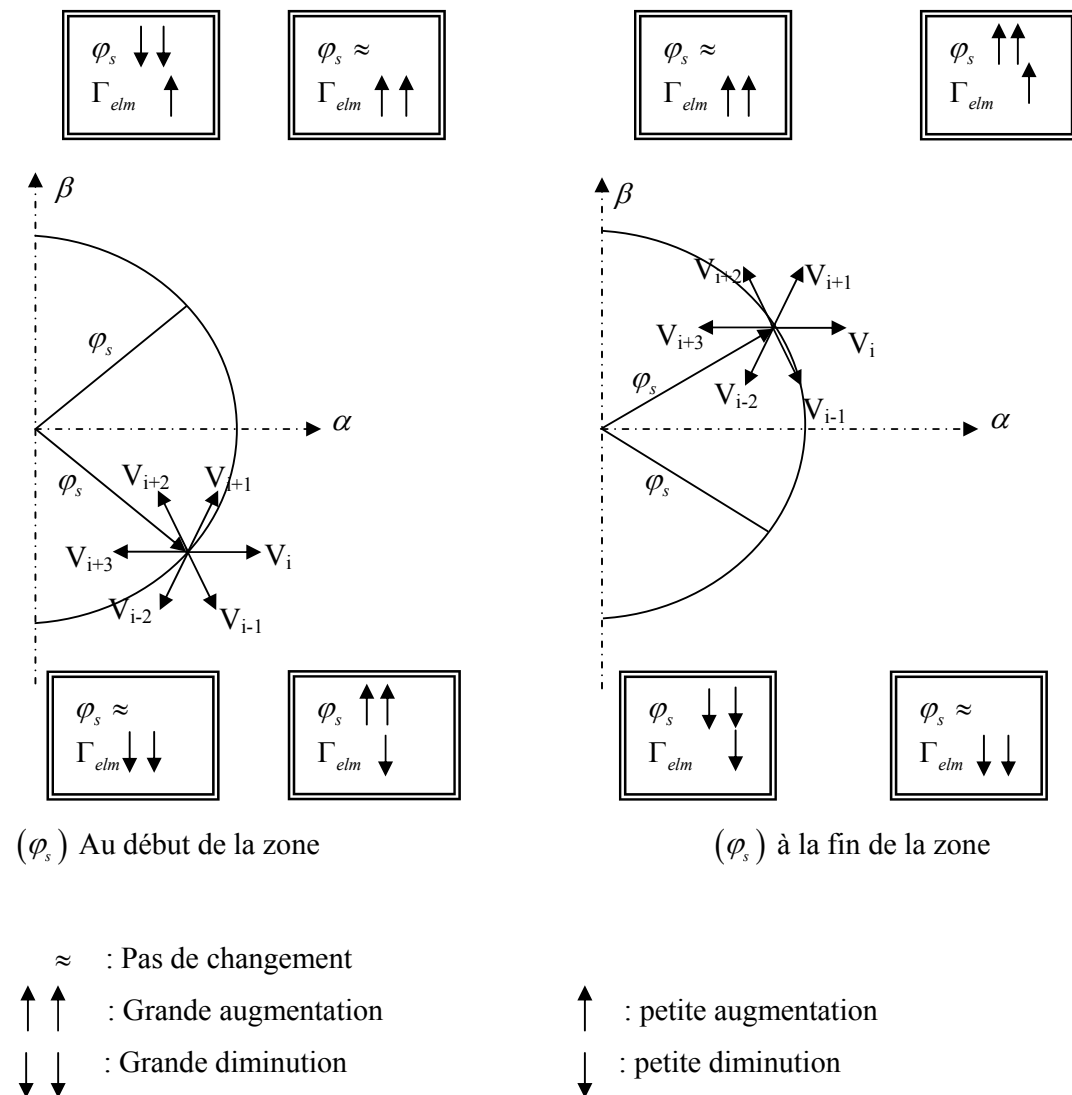 φs ↓↓
Γelm ↑
φs ≈
Γelm ↑↑
φs ≈
Γelm ↑↑
φs ↑↑
Γelm ↑
β
φs
α
φs
Vi+2
Vi+1
Vi+3
Vi
Vi-2
Vi-1
β
Vi+2
Vi+1
Vi+3
Vi
φs
Vi-2
Vi-1
α
φs
φs ≈
Γelm ↓↓
φs ↑↑
Γelm ↓
φs ↓↓
Γelm ↓
φs ≈
Γelm ↓↓
(φs) Au début de la zone
(φs) à la fin de la zone
≈ : Pas de changement
↑↑ : Grande augmentation
↑ : petite augmentation
↓↓ : Grande diminution
↓ : petite diminution